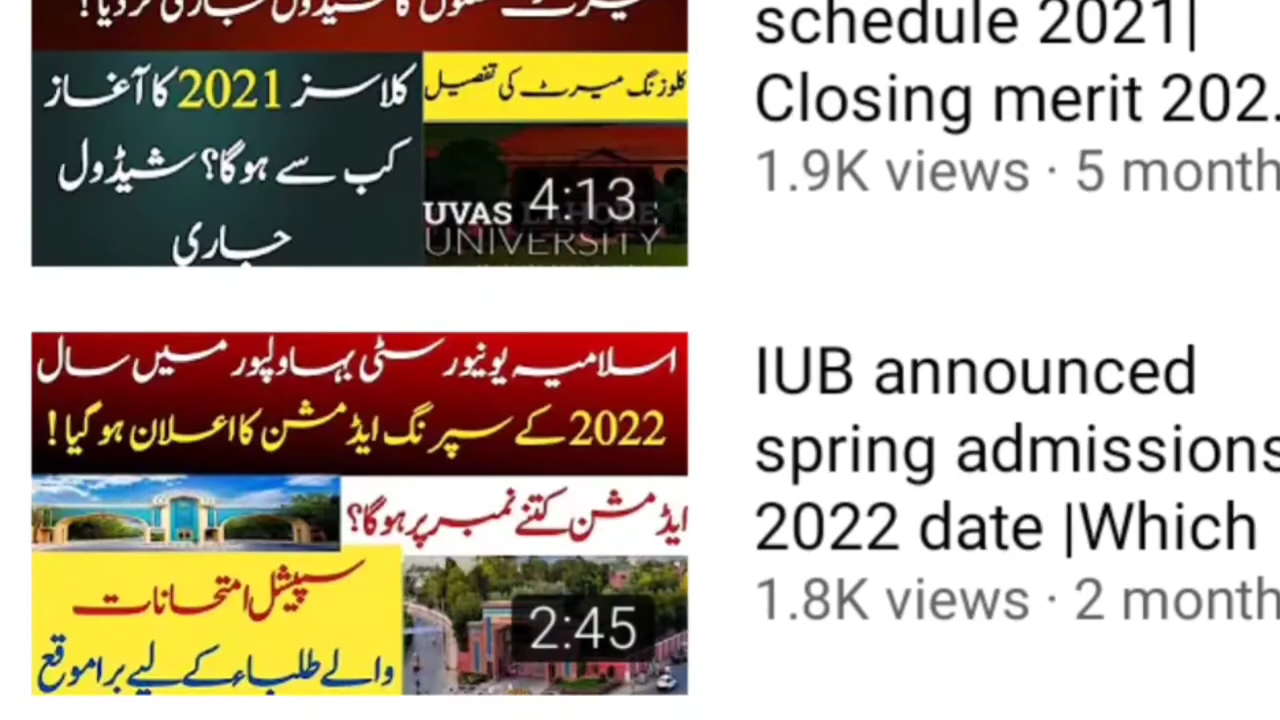 کلاسز 2021 کا آغاز
کب سے ہوگا؟ شیڈول
جاری
کلوزنگ میرٹ کی تفصیل
UVAS
UNIVERSITY
4:13
schedule 2021|
Closing merit 202.
1.9K views · 5 month
اسلامیہ یونیورسٹی بہاولپور میں سال
2022 کے سپرنگ ایڈمشن کا اعلان ہو گیا !
ایڈمشن کتنے نمبر پر ہوگا؟
سپیشل امتحانات
والے طلباء کے لیے برا موقع
2:45
IUB announced
spring admissions
2022 date |Which
1.8K views · 2 month